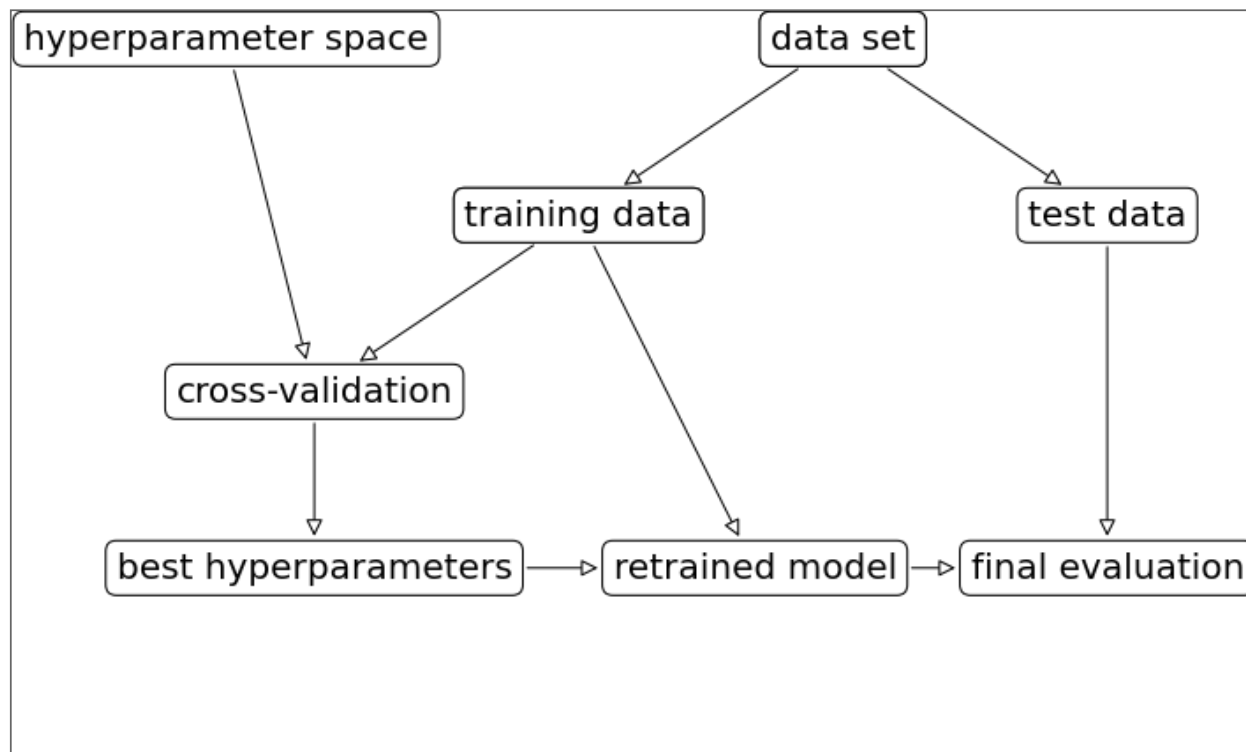 hyperparameter space
data set
training data
test data
cross-validation
best hyperparameters
retrained model
final evaluation